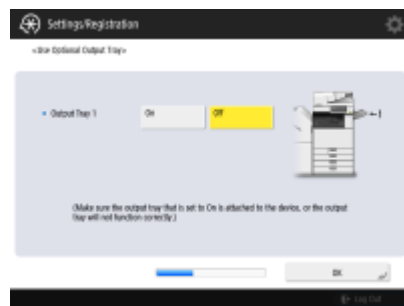 Settings/Registration
<Use Optional Output Tray>
Output Tray 1
On
Off
1
(Make sure the output tray that is set to On is attached to the device, or the output
tray will not function correctly.)
OK
Log Out